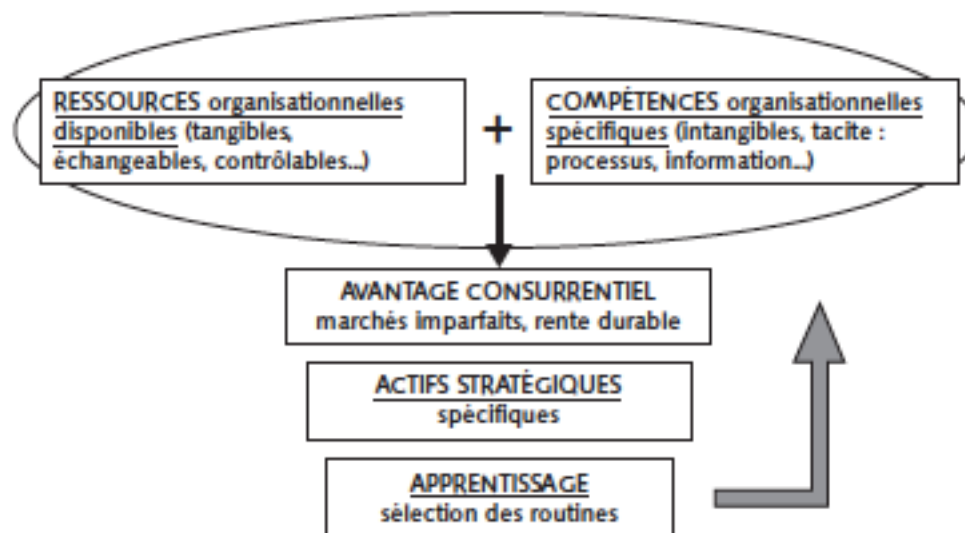 RESSOURCES organisationnelles
disponibles (tangibles,
échangeables, contrôlables...)
+
COMPÉTENCES organisationnelles
spécifiques (intangibles, tacite :
processus, information...)
AVANTAGE CONSURRENTIEL
marchés imparfaits, rente durable
ACTIFS STRATÉGIQUES
spécifiques
APPRENTISSAGE
sélection des routines